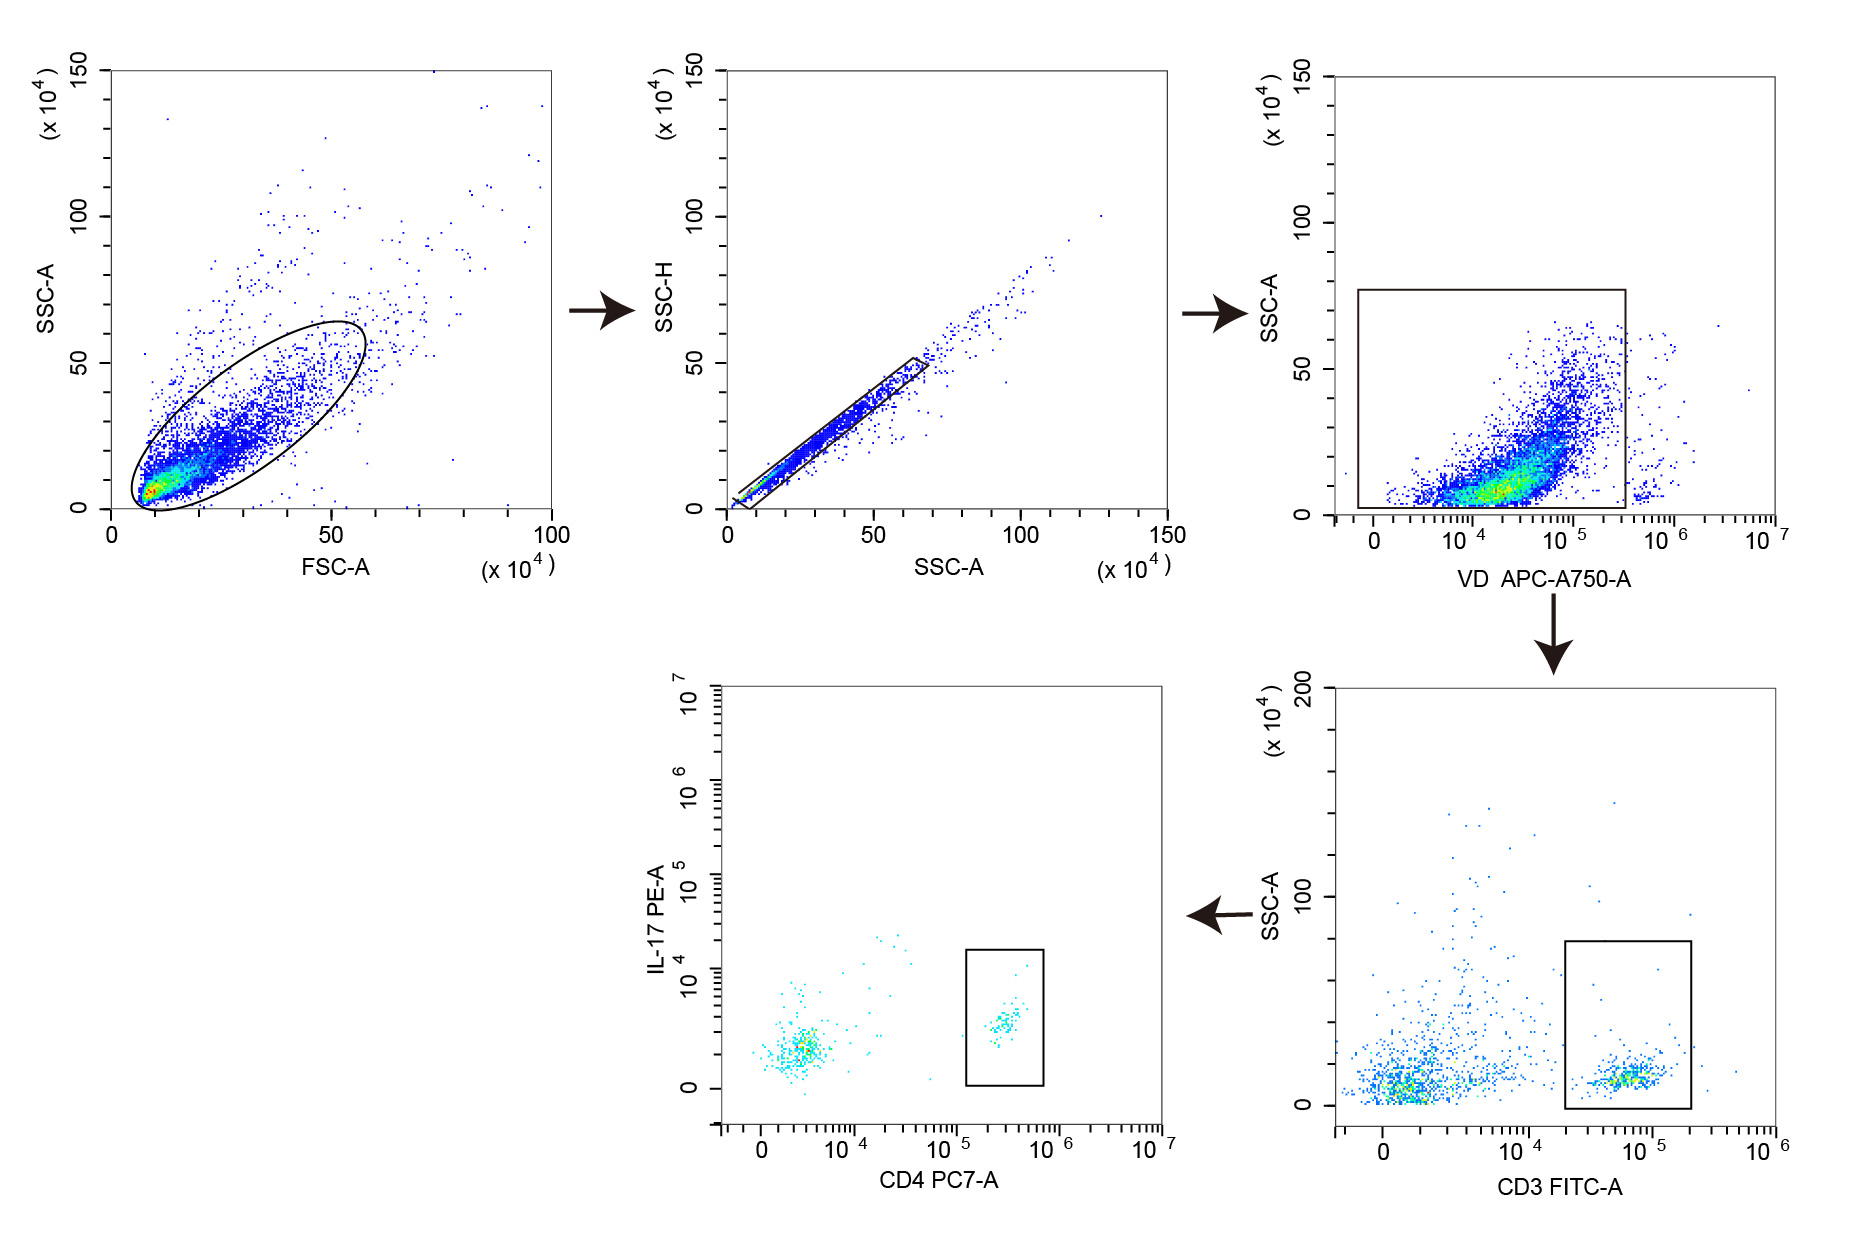 (x 10⁴)
SSC-A
150
100
50
0
0 50 100
FSC-A (x 10⁴)
(x 10⁴)
SSC-H
150
100
50
0
0 50 100 150
SSC-A (x 10⁴)
(x 10⁴)
SSC-A
150
100
50
0
0 10⁴ 10⁵ 10⁶ 10⁷
VD APC-A750-A
IL-17 PE-A
10⁷
10⁶
10⁵
10⁴
0
0 10⁴ 10⁵ 10⁶ 10⁷
CD4 PC7-A
(x 10⁴)
SSC-A
200
100
0
0 10⁴ 10⁵ 10⁶
CD3 FITC-A